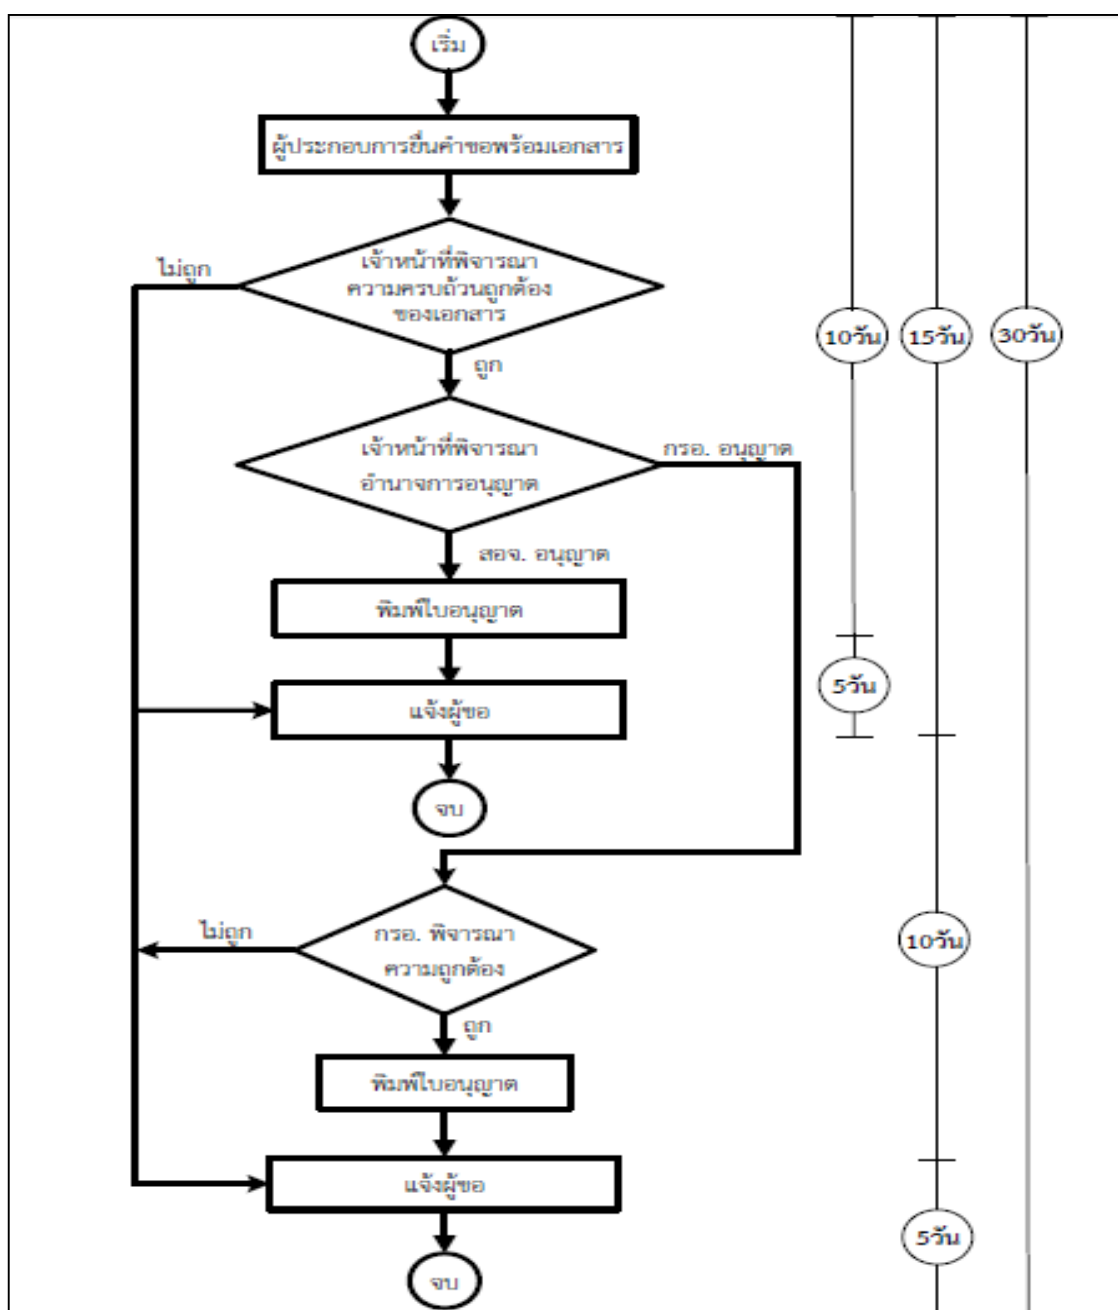 เริ่ม
ผู้ประกอบการยื่นคำขอพร้อมเอกสาร
ไม่ถูก
เจ้าหน้าที่พิจารณา
ความครบถ้วนถูกต้อง
ของเอกสาร
10วัน
15วัน
30วัน
ถูก
เจ้าหน้าที่พิจารณา
อำนาจการอนุญาต
กรอ. อนุญาต
สอจ. อนุญาต
พิมพ์ใบอนุญาต
5วัน
แจ้งผู้ขอ
จบ
ไม่ถูก
กรอ. พิจารณา
ความถูกต้อง
10วัน
ถูก
พิมพ์ใบอนุญาต
แจ้งผู้ขอ
5วัน
จบ